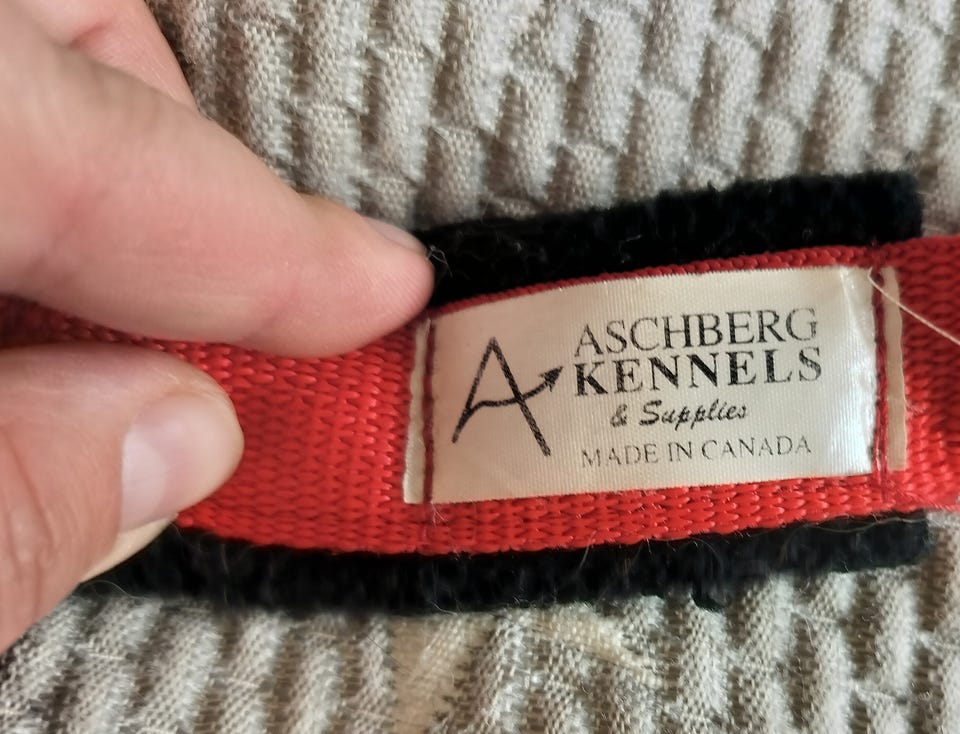 ASCHBERG
KENNELS
& Supplies
MADE IN CANADA